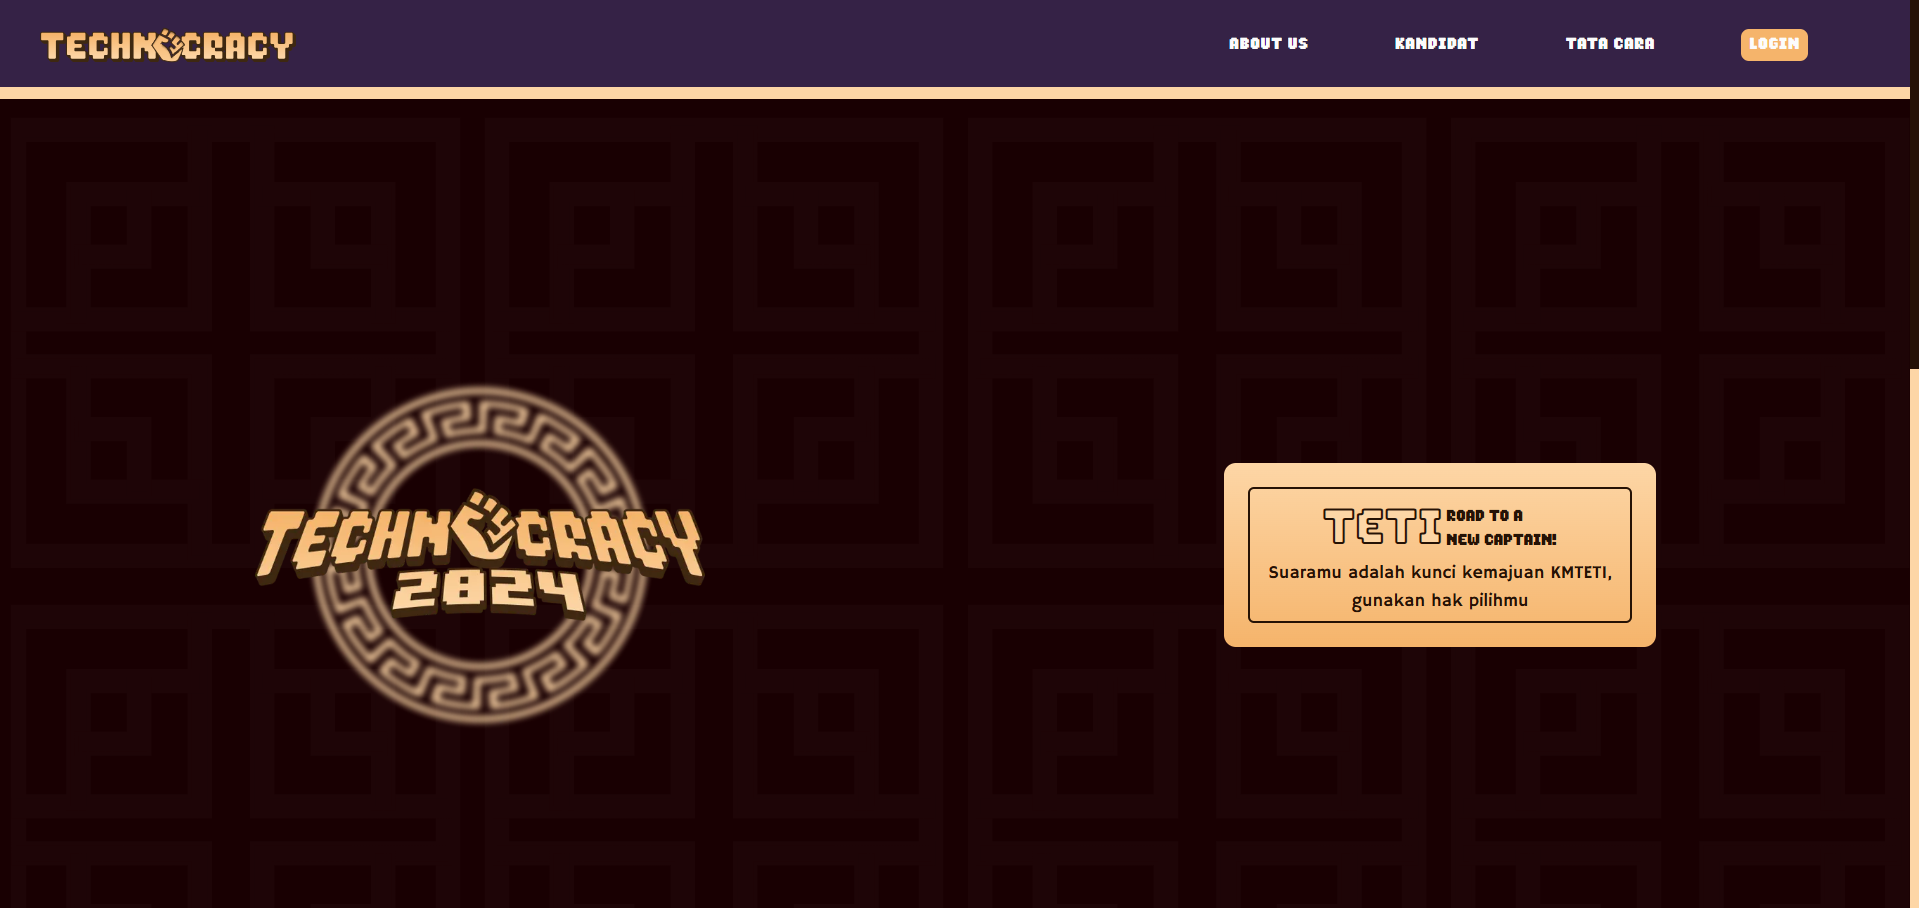 TECHNOCRACY
ABOUT US
KANDIDAT
TATA CARA
LOGIN
TECHNOCRACY
2024
TETI
ROAD TO A
NEW CAPTAIN!
Suaramu adalah kunci kemajuan KMTETI,
gunakan hak pilihmu